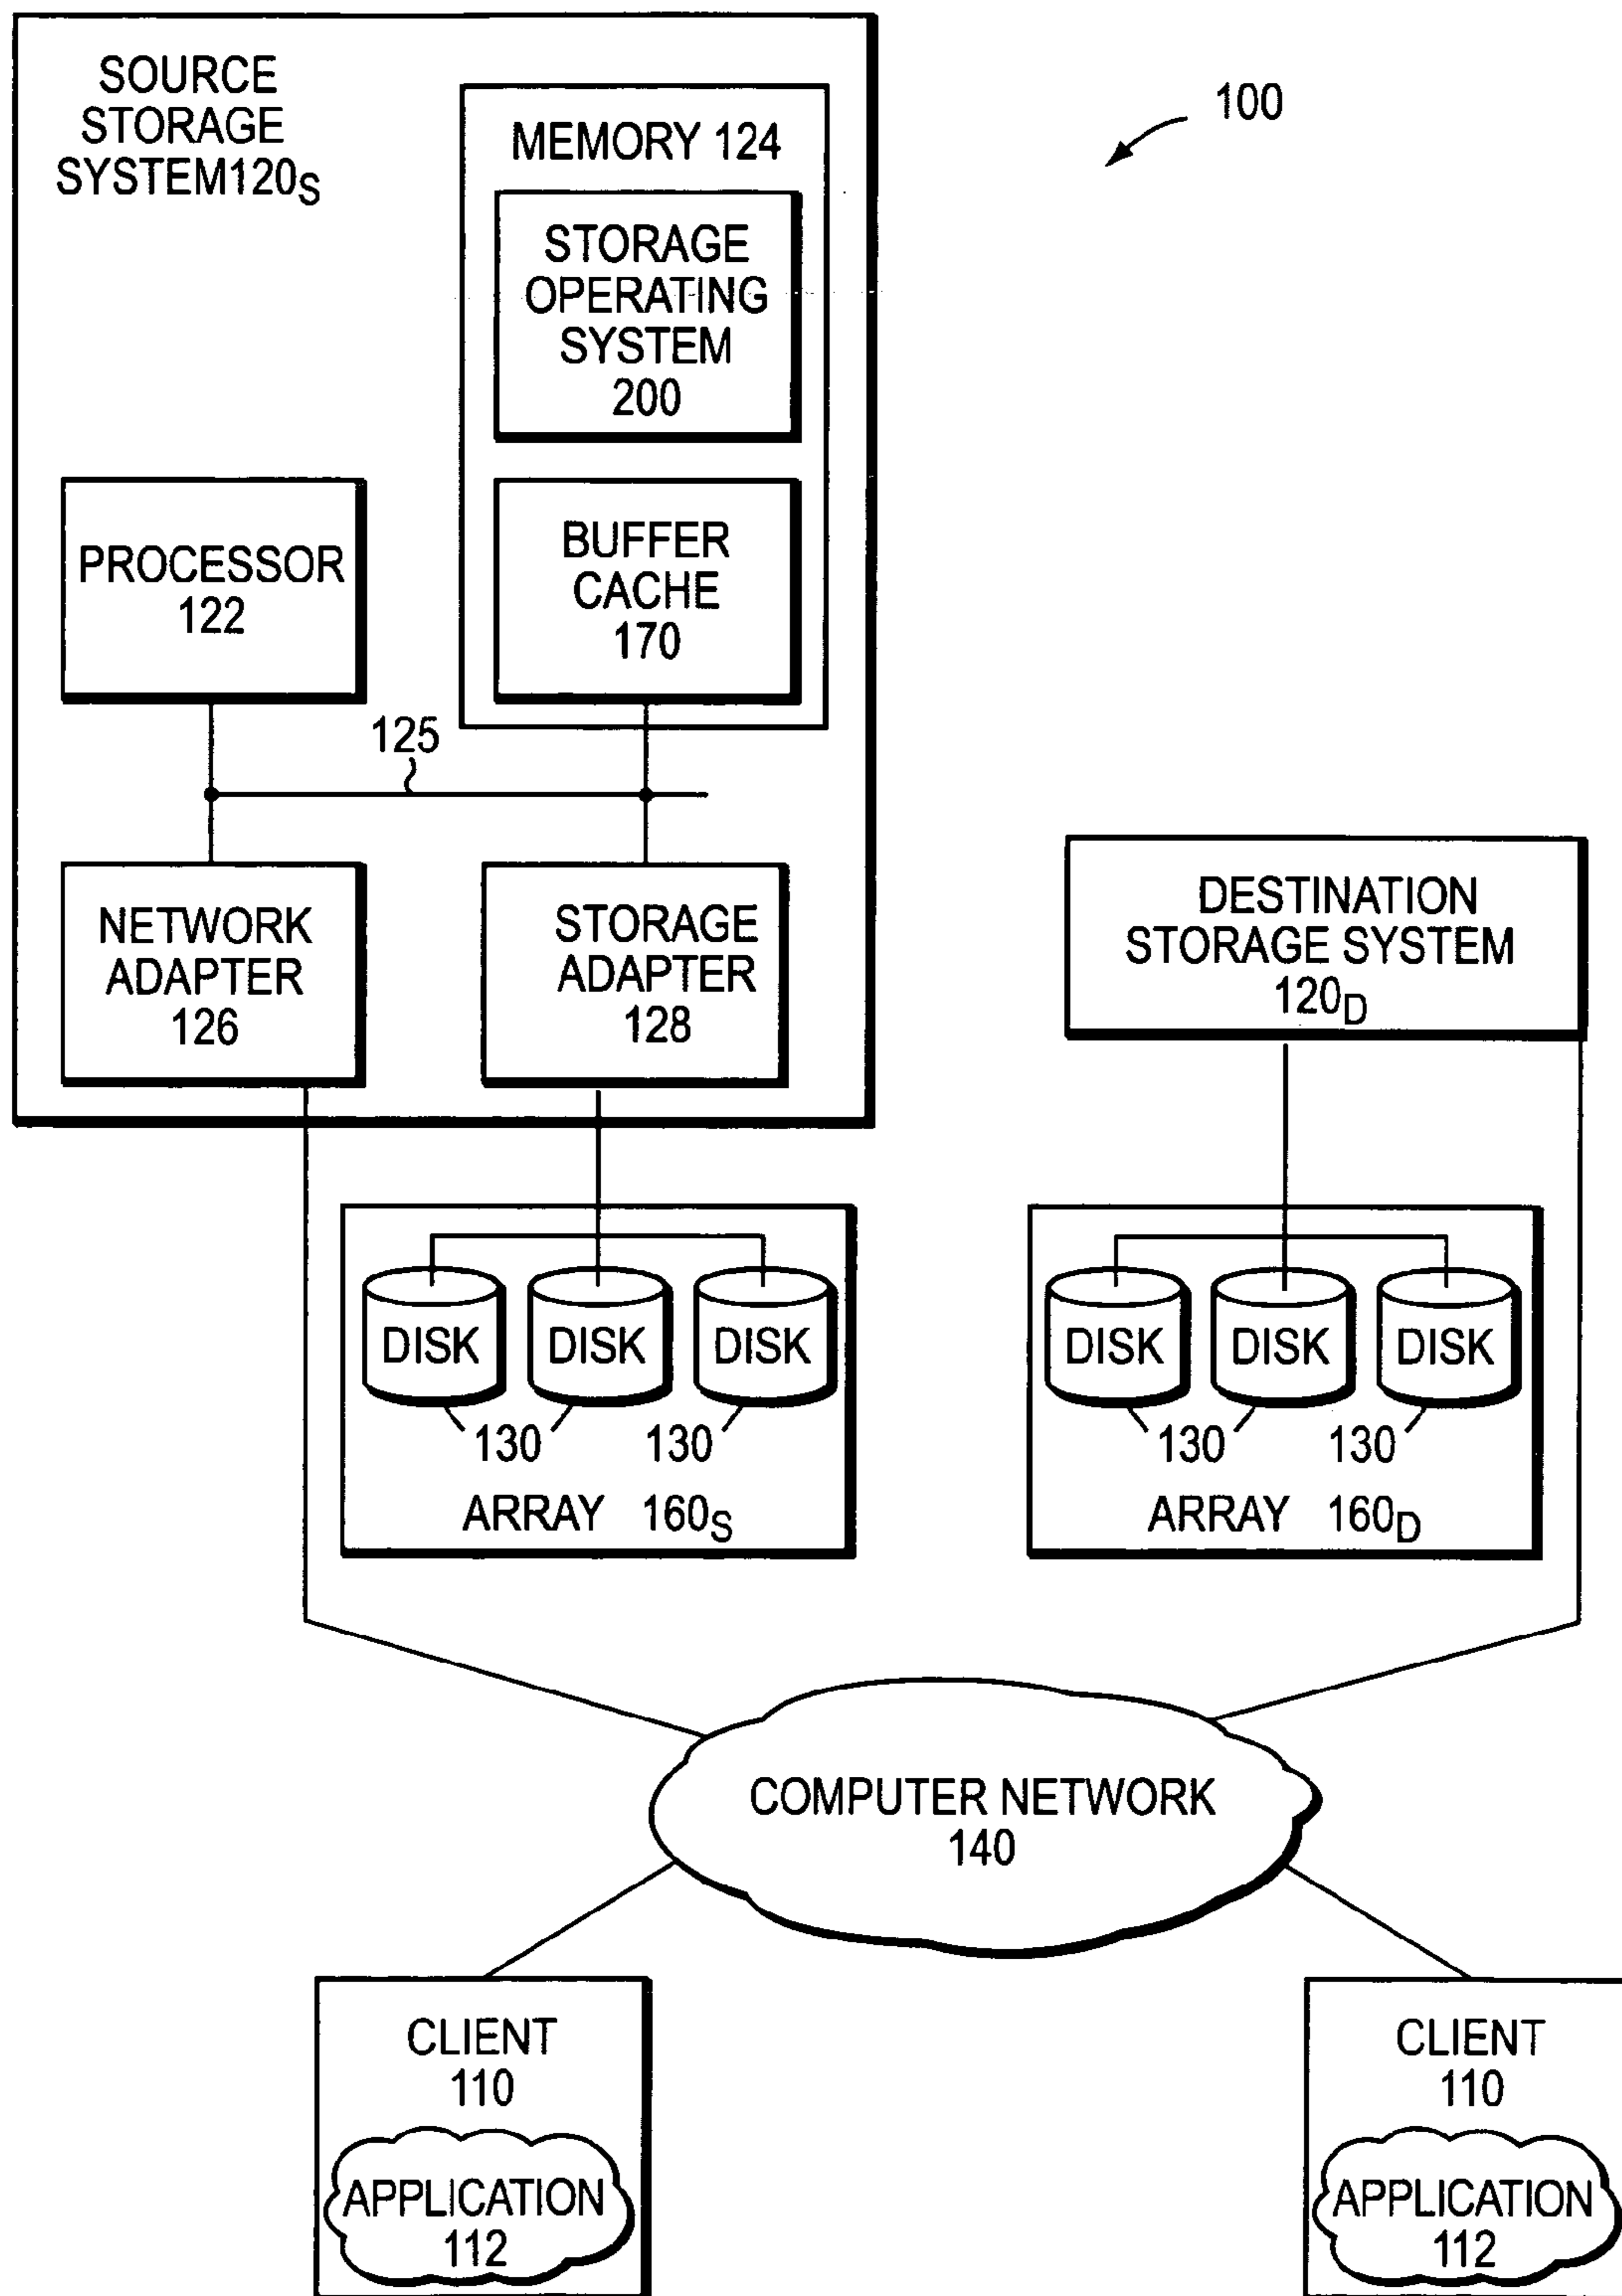 SOURCE
STORAGE
SYSTEM120S
MEMORY 124
STORAGE
OPERATING
SYSTEM
200
100
PROCESSOR
122
BUFFER
CACHE
170
125
NETWORK
ADAPTER
126
STORAGE
ADAPTER
128
DESTINATION
STORAGE SYSTEM
120D
DISK DISK DISK
130 130
ARRAY 160S
DISK DISK DISK
130 130
ARRAY 160D
COMPUTER NETWORK
140
CLIENT
110
APPLICATION
112
CLIENT
110
APPLICATION
112